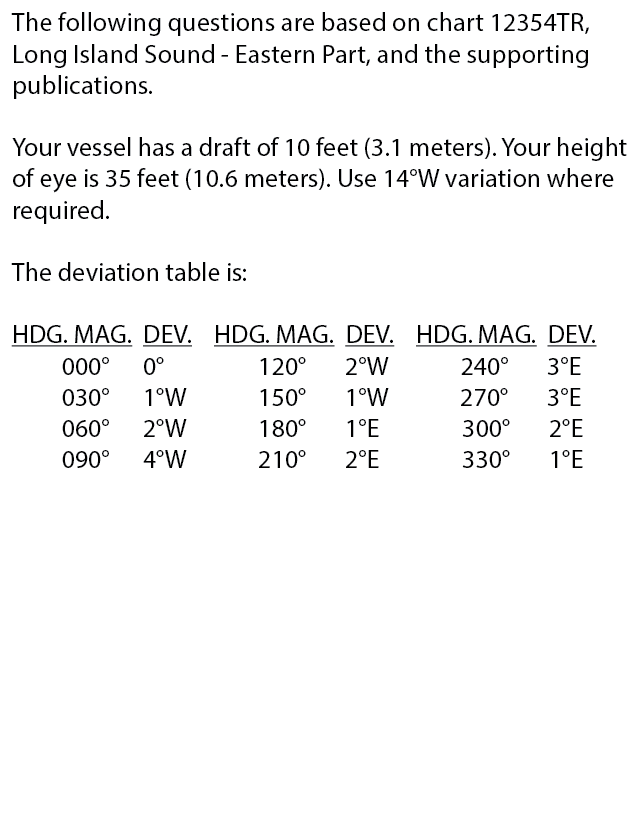 The following questions are based on chart 12354TR,
Long Island Sound - Eastern Part, and the supporting
publications.
Your vessel has a draft of 10 feet (3.1 meters). Your height
of eye is 35 feet (10.6 meters). Use 14°W variation where
required.
The deviation table is:
HDG. MAG. DEV. HDG. MAG. DEV. HDG. MAG. DEV.
000° 0° 120° 2°W 240° 3°E
030° 1°W 150° 1°W 270° 3°E
060° 2°W 180° 1°E 300° 2°E
090° 4°W 210° 2°E 330° 1°E